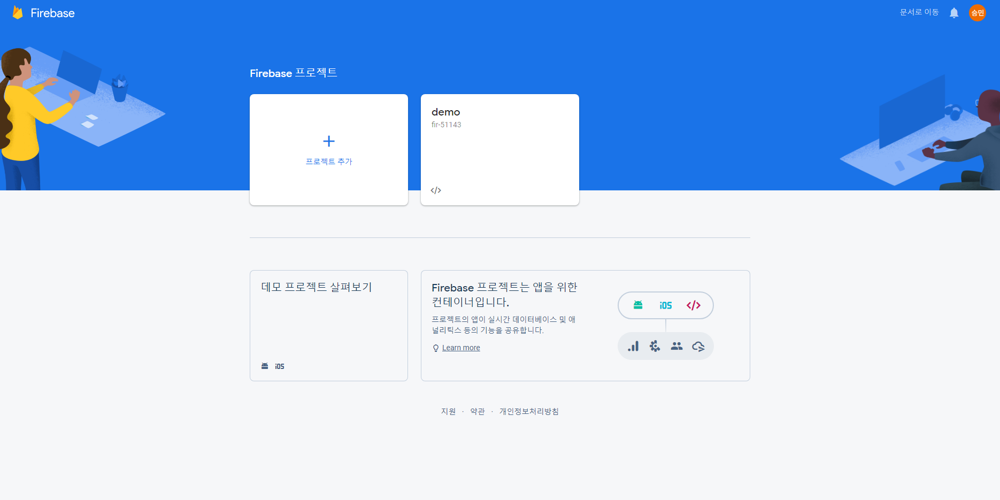 Firebase
문서로 이동
승민
Firebase 프로젝트
프로젝트 추가
demo
fir-51143
데모 프로젝트 살펴보기
iOS
Firebase 프로젝트는 앱을 위한
컨테이너입니다.
프로젝트의 앱이 실시간 데이터베이스 및 애
널리틱스 등의 기능을 공유합니다.
Learn more
iOS
지원 · 약관 · 개인정보처리방침